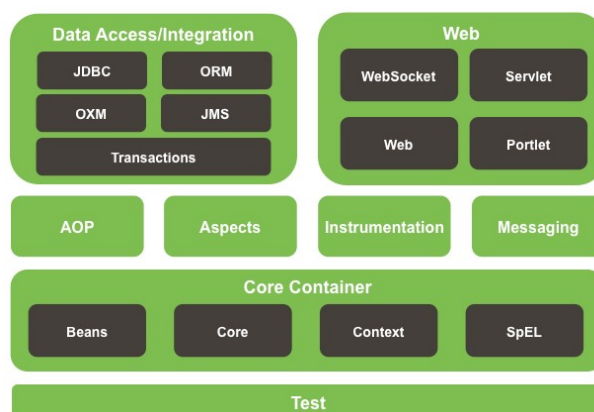 Data Access/Integration
JDBC
ORM
OXM
JMS
Transactions
Web
WebSocket
Servlet
Web
Portlet
AOP
Aspects
Instrumentation
Messaging
Core Container
Beans
Core
Context
SpEL
Test